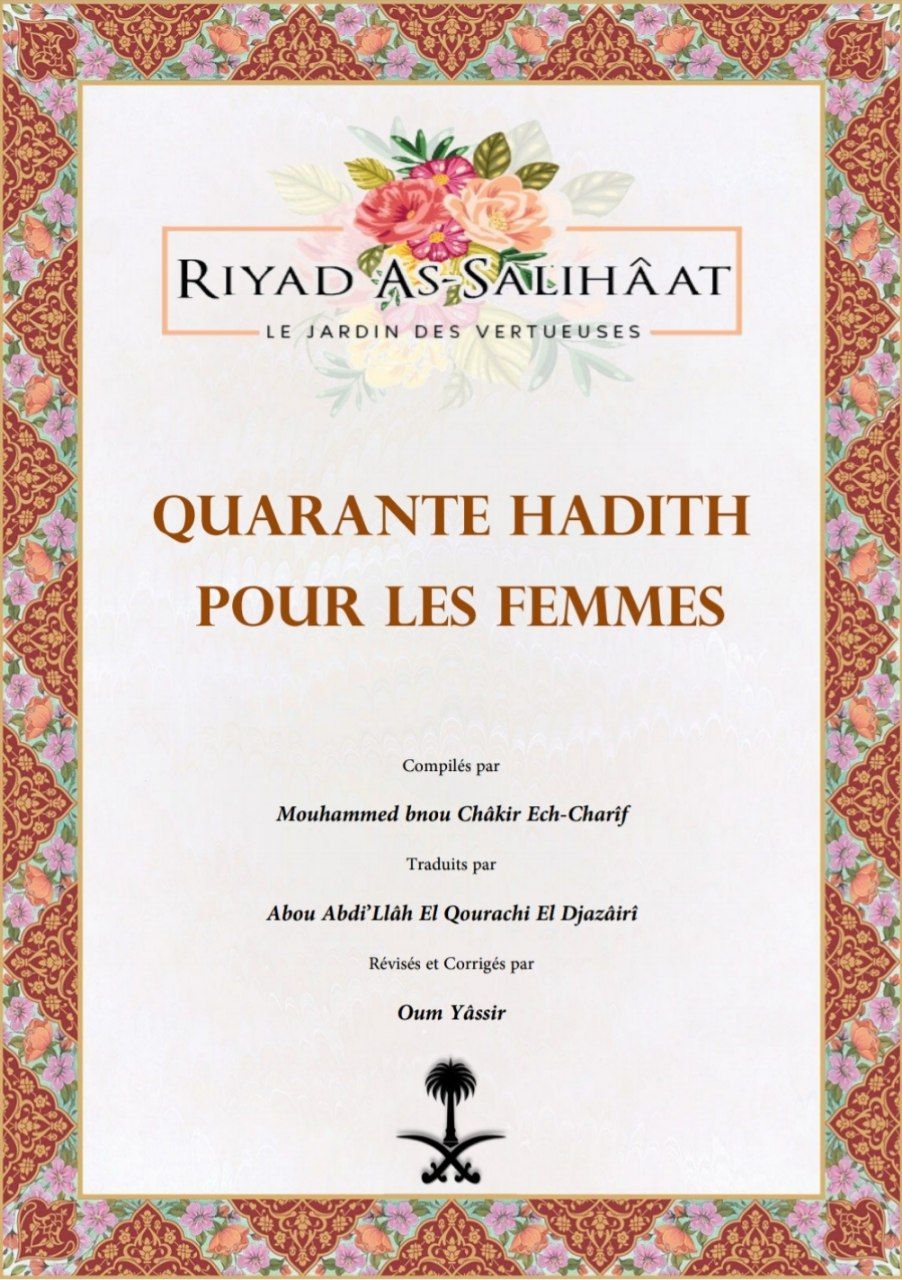 RIYAD AS-SALIHÂAT
LE JARDIN DES VERTUEUSES
QUARANTE HADITH
POUR LES FEMMES
Compilés par
Mouhammed bnou Châkir Ech-Charîf
Traduits par
Abou Abdi’Llâh El Qourachi El Djazâirî
Révisés et Corrigés par
Oum Yâssir